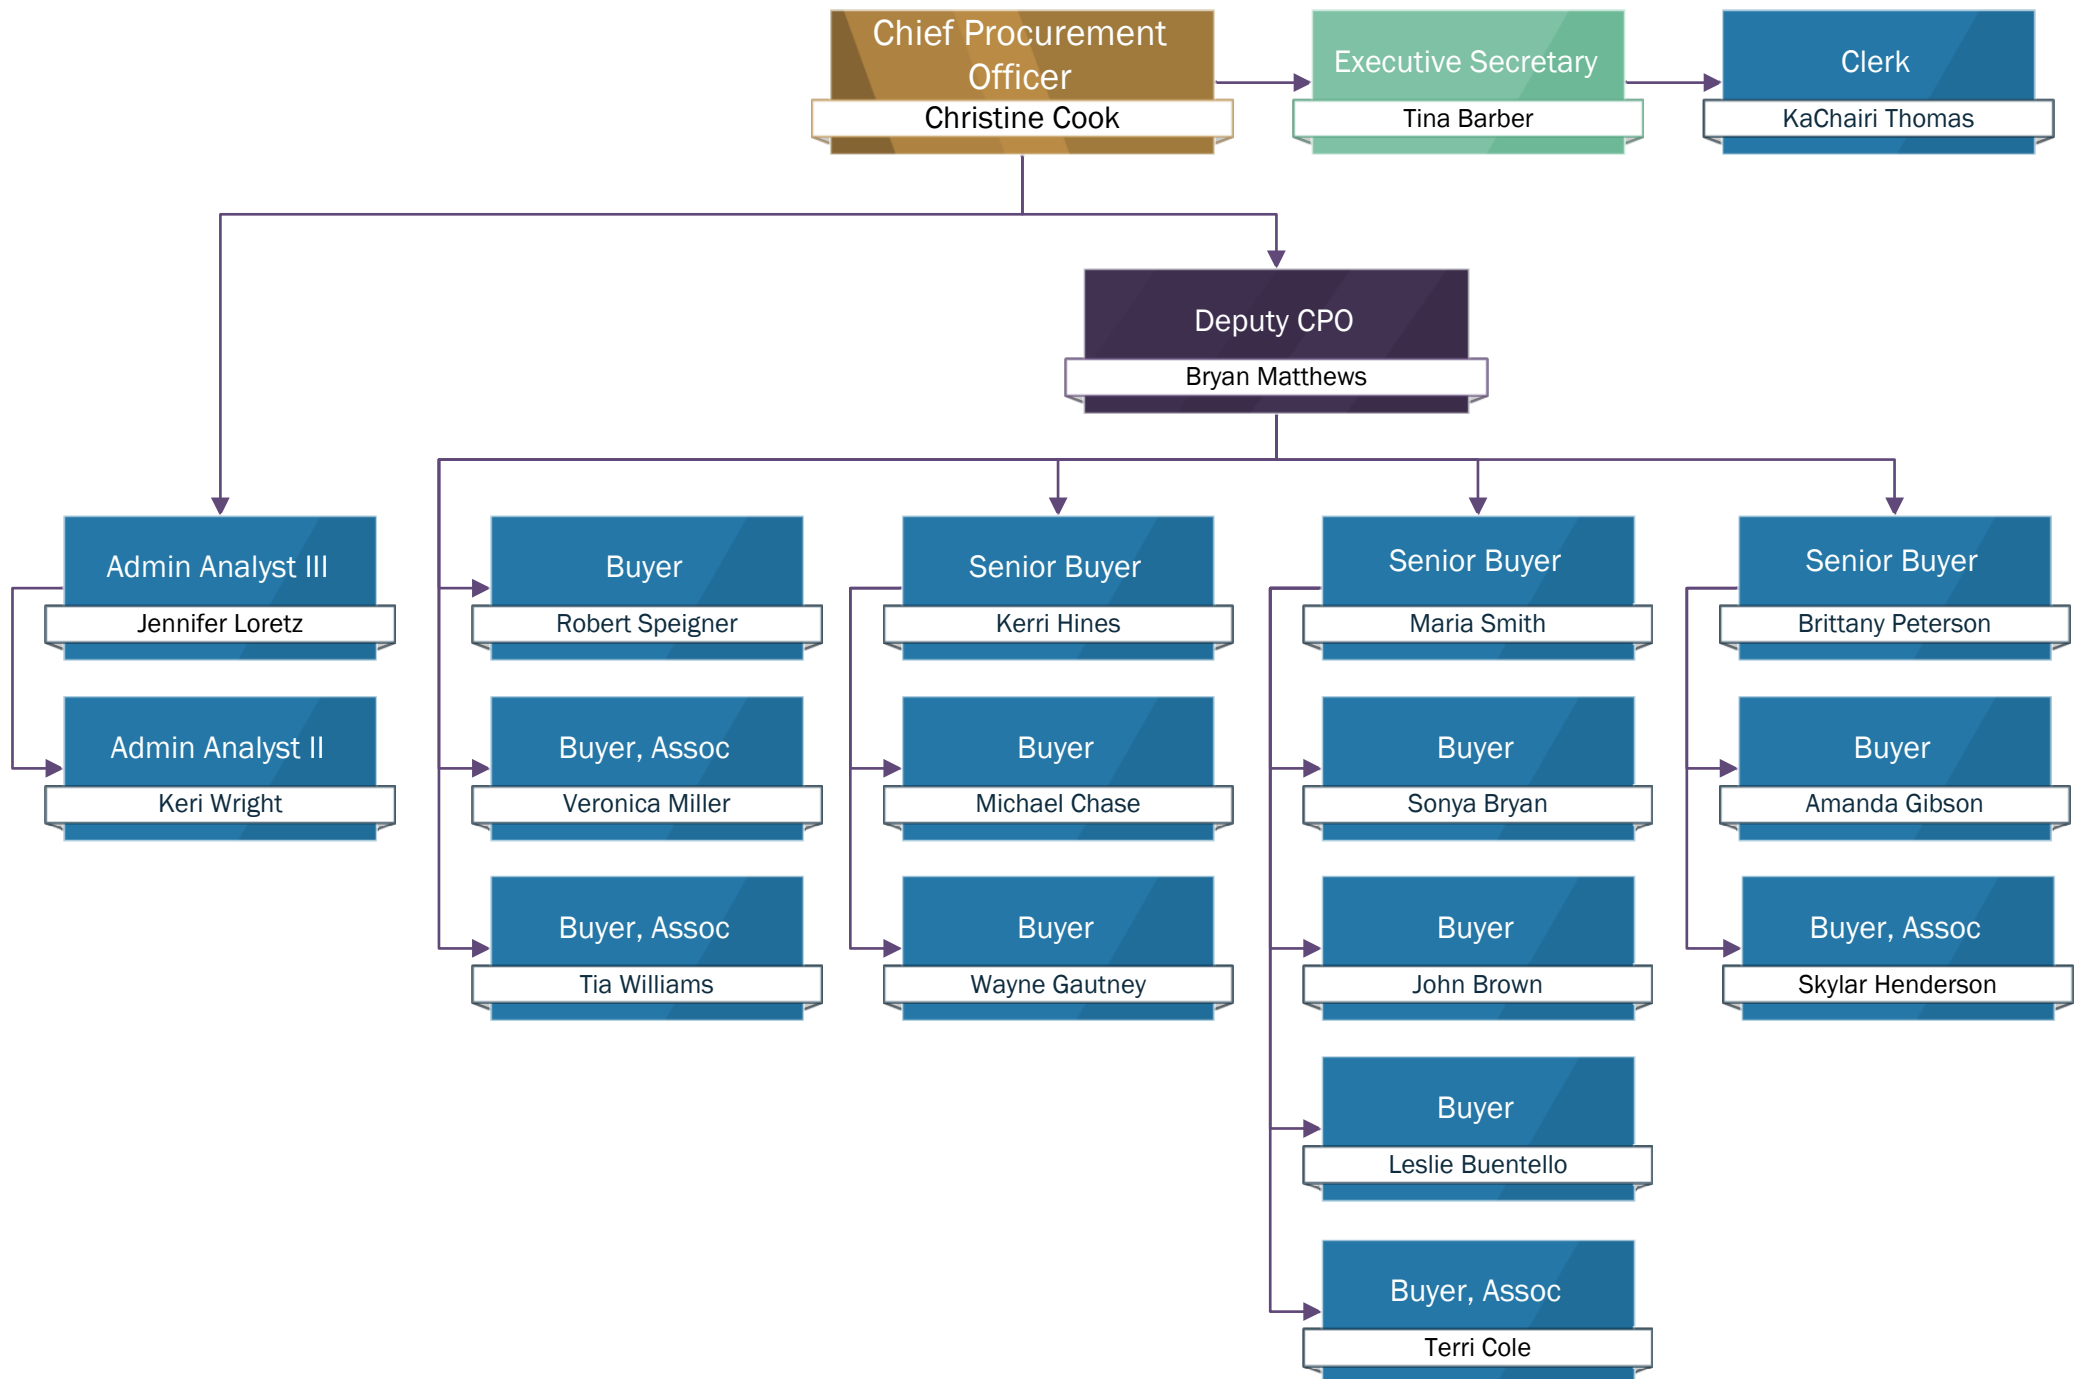 Chief Procurement
Officer
Christine Cook
Executive Secretary
Tina Barber
Clerk
KaChairi Thomas
Deputy CPO
Bryan Matthews
Admin Analyst III
Jennifer Loretz
Buyer
Robert Speigner
Senior Buyer
Kerri Hines
Senior Buyer
Maria Smith
Senior Buyer
Brittany Peterson
Admin Analyst II
Keri Wright
Buyer, Assoc
Veronica Miller
Buyer
Michael Chase
Buyer
Sonya Bryan
Buyer
Amanda Gibson
Buyer, Assoc
Tia Williams
Buyer
Wayne Gautney
Buyer
John Brown
Buyer, Assoc
Skylar Henderson
Buyer
Leslie Buentello
Buyer, Assoc
Terri Cole